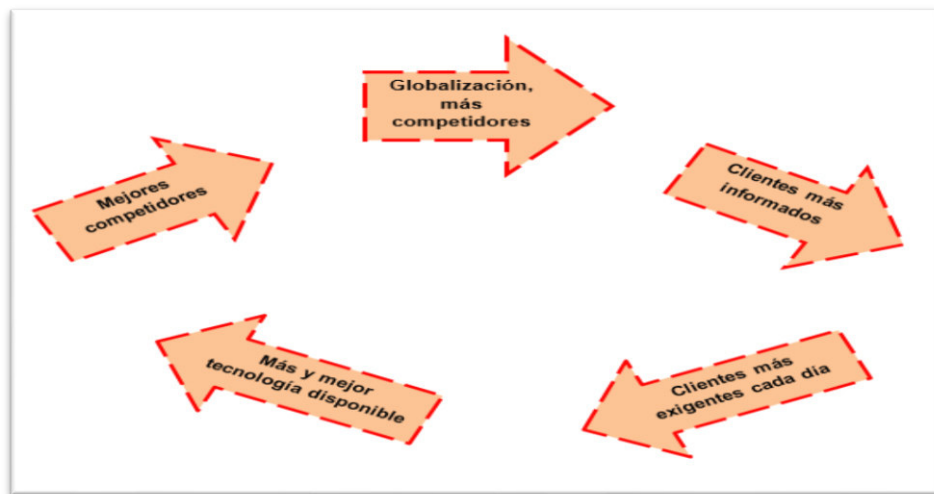 Globalización,
más
competidores
Clientes más
informados
Clientes más
exigentes cada día
Más y mejor
tecnología disponible
Mejores
competidores